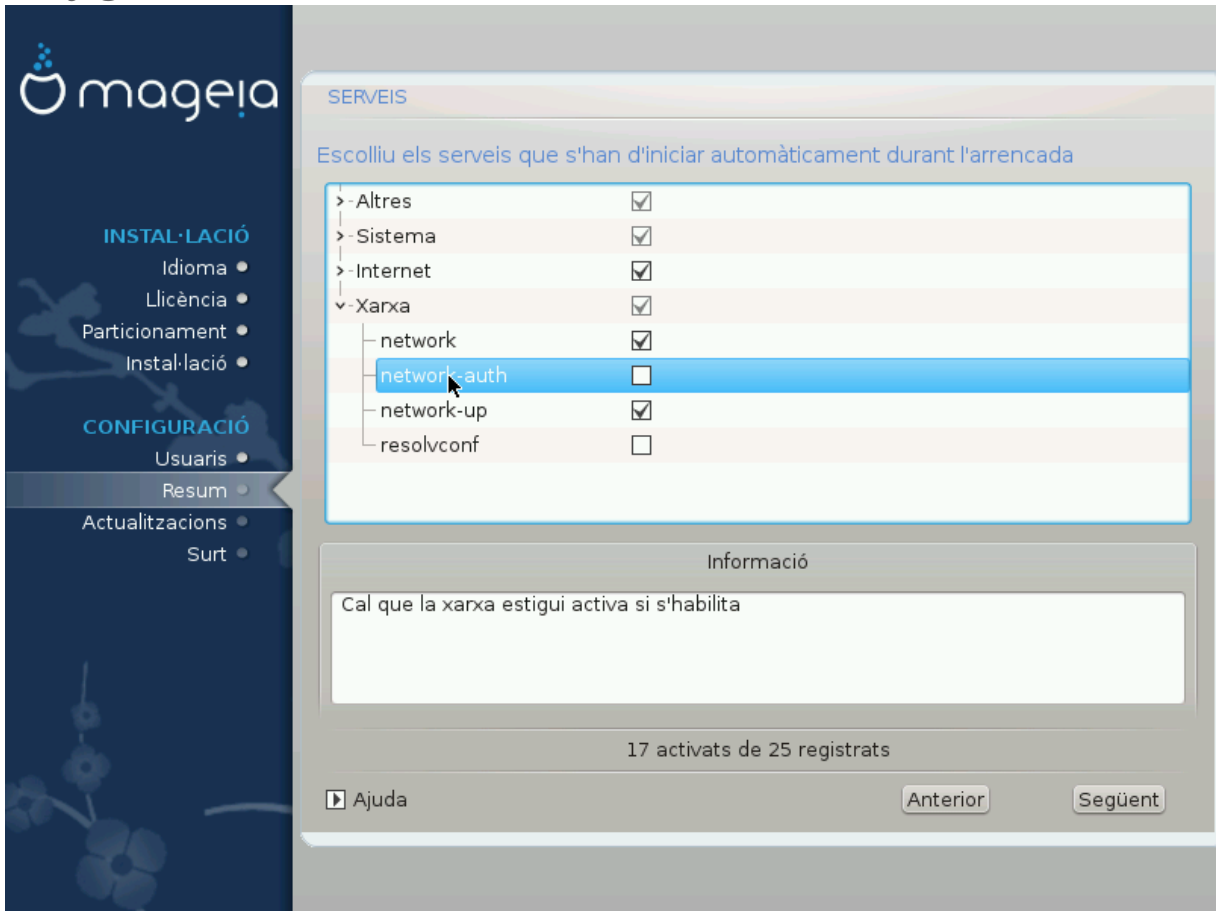 mageia
INSTAL·LACIÓ
Idioma
Llicència
Particionament
Instal·lació
CONFIGURACIÓ
Usuaris
Resum
Actualitzacions
Surt
SERVEIS
Escolliu els serveis que s'han d'iniciar automàticament durant l'arrencada
Altres
Sistema
Internet
Xarxa
network
network-auth
network-up
resolvconf
Informació
Cal que la xarxa estigui activa si s'habilita
17 activats de 25 registrats
Ajuda
Anterior
Següent